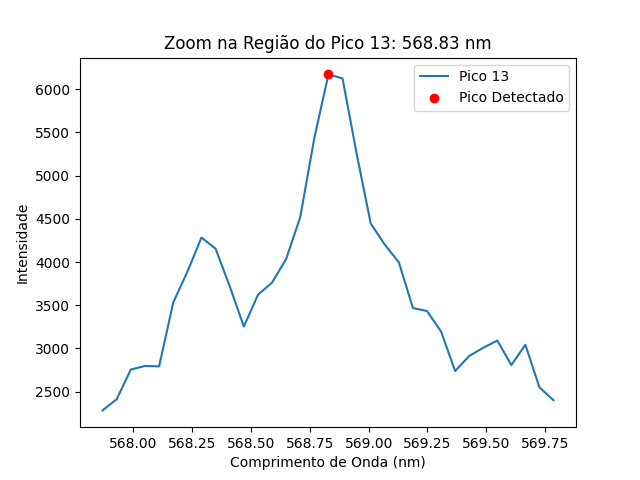 Zoom na Região do Pico 13: 568.83 nm
Pico 13
Pico Detectado
Intensidade
6000
5500
5000
4500
4000
3500
3000
2500
568.00 568.25 568.50 568.75 569.00 569.25 569.50 569.75
Comprimento de Onda (nm)